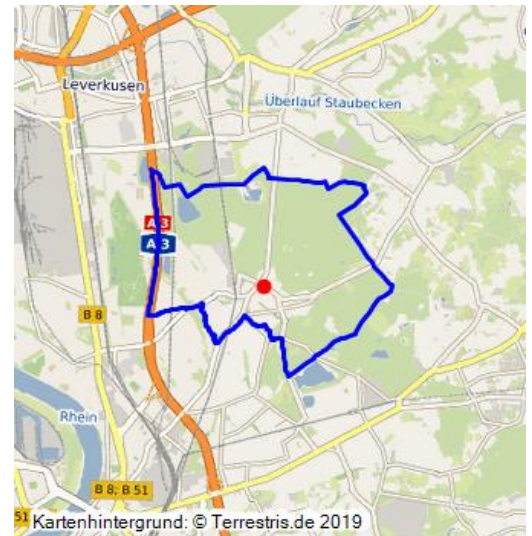 Leverkusen
Überlauf Staubecken
A 3
A 3
B 8
Rhein
B 8; B 51
51
Kartenhintergrund: © Terrestris.de 2019